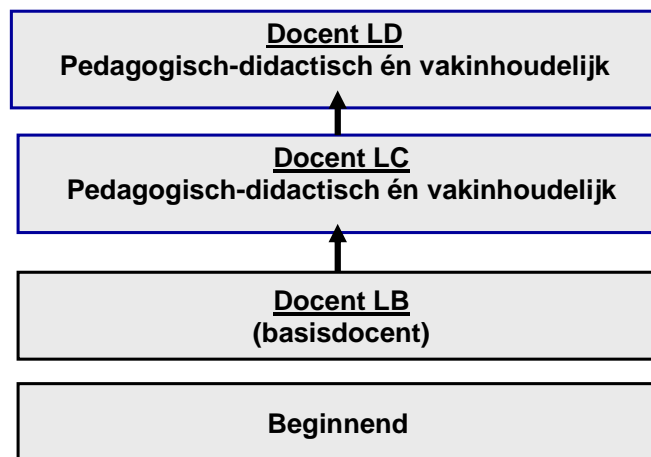 Docent LD
Pedagogisch-didactisch én vakinhoudelijk
Docent LC
Pedagogisch-didactisch én vakinhoudelijk
Docent LB
(basisdocent)
Beginnend